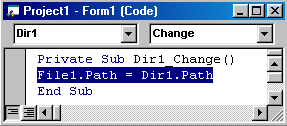 Project1 - Form1 (Code)
Dir1 Change
Private Sub Dir1_Change()
File1.Path = Dir1.Path
End Sub